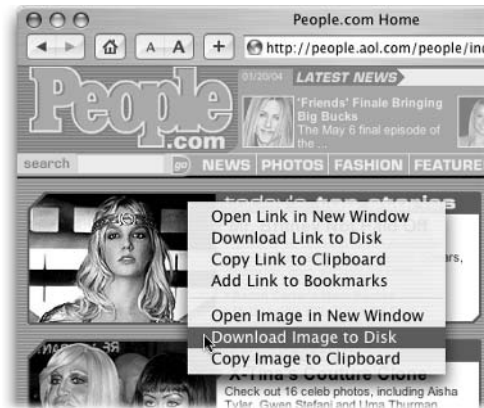 People.com Home
A A + http://people.aol.com/people/in
People
.com
01/20/04 LATEST NEWS
'Friends' Finale Bringing
Big Bucks
The May 6 final episode of
the ...
search go NEWS PHOTOS FASHION FEATURE
today's top stories
Open Link in New Window
Download Link to Disk
Copy Link to Clipboard
Add Link to Bookmarks
ars,
Open Image in New Window
Download Image to Disk
Copy Image to Clipboard
X-Tina's Couture Clone
Check out 16 celeb photos, including Aisha
Tyler, Gwen Stefani and Uma Thurman